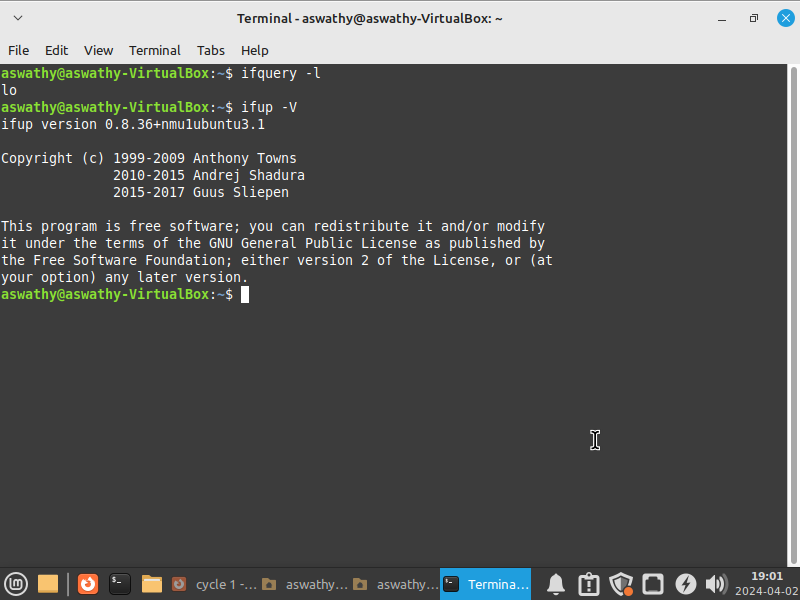 Terminal - aswathy@aswathy-VirtualBox: ~
File Edit View Terminal Tabs Help
aswathy@aswathy-VirtualBox:~$ ifquery -l
lo
aswathy@aswathy-VirtualBox:~$ ifup -V
ifup version 0.8.36+nmu1ubuntu3.1
Copyright (c) 1999-2009 Anthony Towns
2010-2015 Andrej Shadura
2015-2017 Guus Sliepen
This program is free software; you can redistribute it and/or modify
it under the terms of the GNU General Public License as published by
the Free Software Foundation; either version 2 of the License, or (at
your option) any later version.
aswathy@aswathy-VirtualBox:~$
cycle 1 -... aswathy... aswathy... Termina... 19:01
2024-04-02